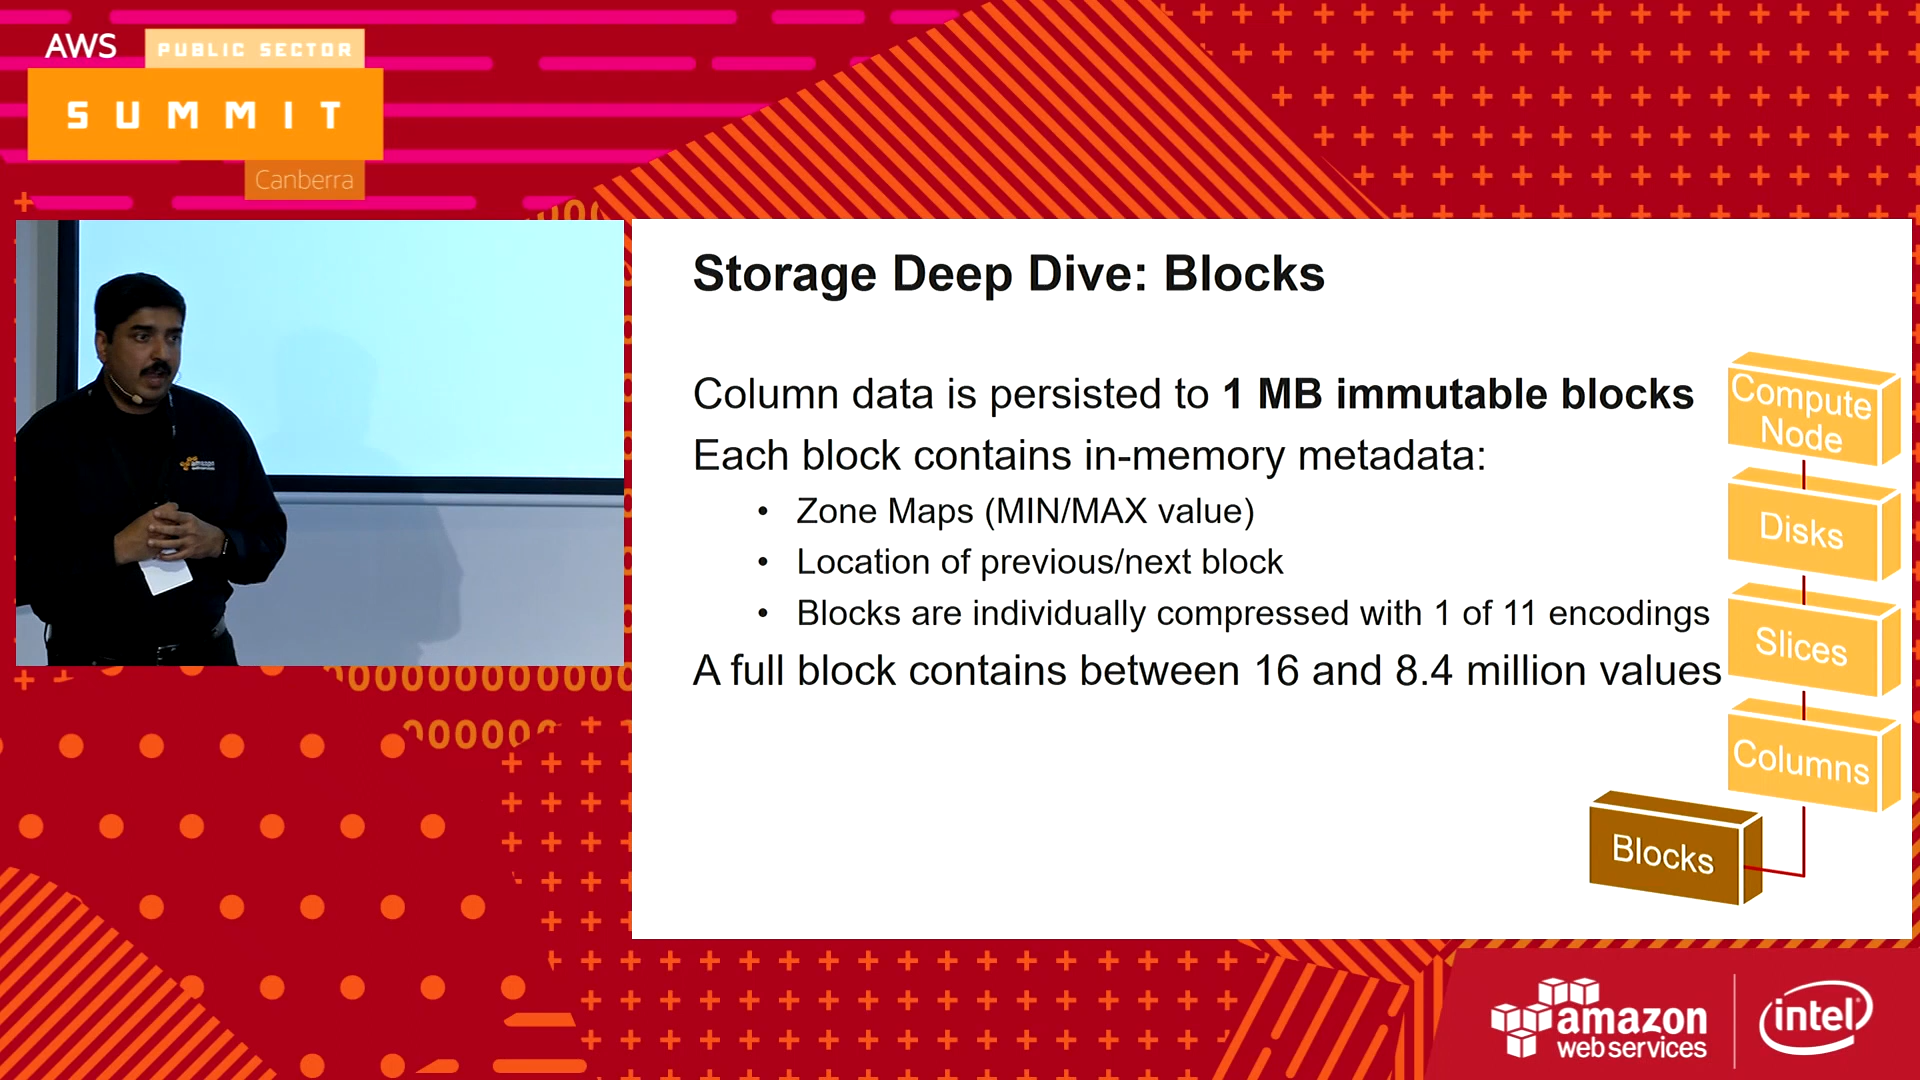 AWS
PUBLIC SECTOR
SUMMIT
Canberra
Storage Deep Dive: Blocks
Column data is persisted to 1 MB immutable blocks
Each block contains in-memory metadata:
• Zone Maps (MIN/MAX value)
• Location of previous/next block
• Blocks are individually compressed with 1 of 11 encodings
A full block contains between 16 and 8.4 million values
Compute
Node
Disks
Slices
Columns
Blocks
amazon
web services
amazon
web services
intel